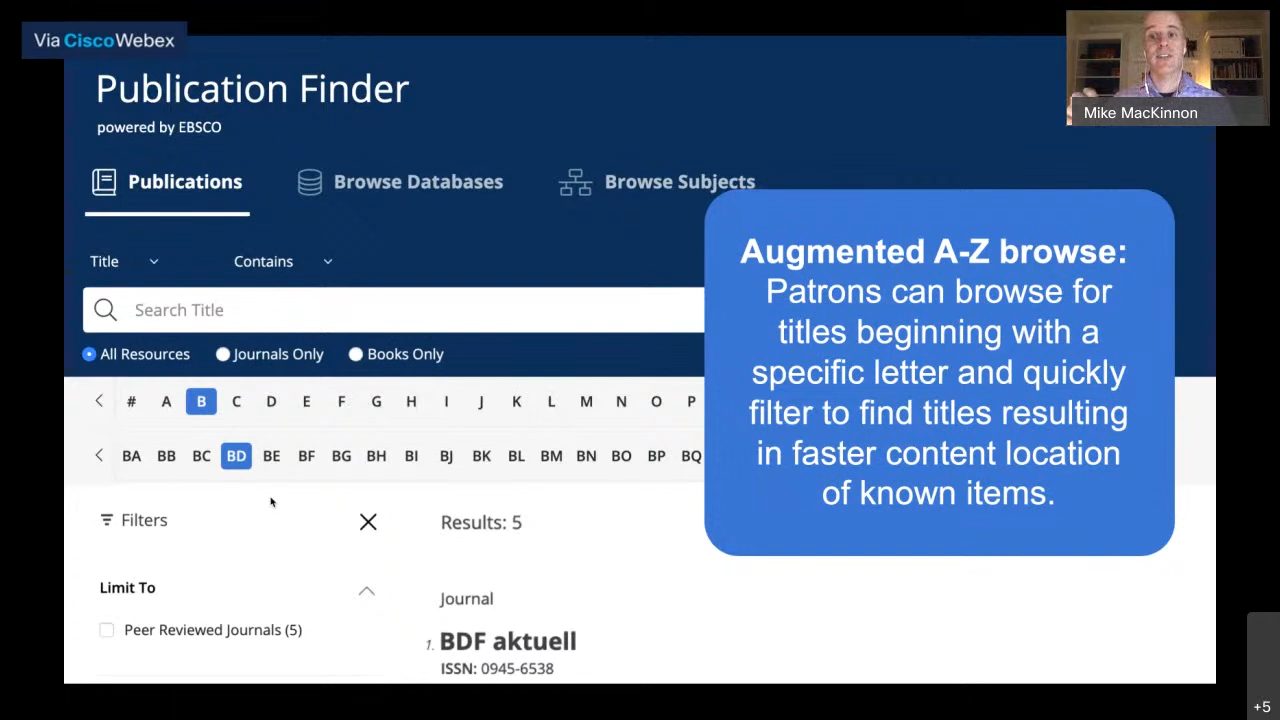 Via CiscoWebex
Mike MacKinnon
Publication Finder
powered by EBSCO
Publications Browse Databases Browse Subjects
Title Contains
Search Title
All Resources Journals Only Books Only
# A B C D E F G H I J K L M N O P
BA BB BC BD BE BF BG BH BI BJ BK BL BM BN BO BP BQ
Augmented A-Z browse:
Patrons can browse for
titles beginning with a
specific letter and quickly
filter to find titles resulting
in faster content location
of known items.
Filters
Results: 5
Limit To
Peer Reviewed Journals (5)
Journal
1. BDF aktuell
ISSN: 0945-6538
+5